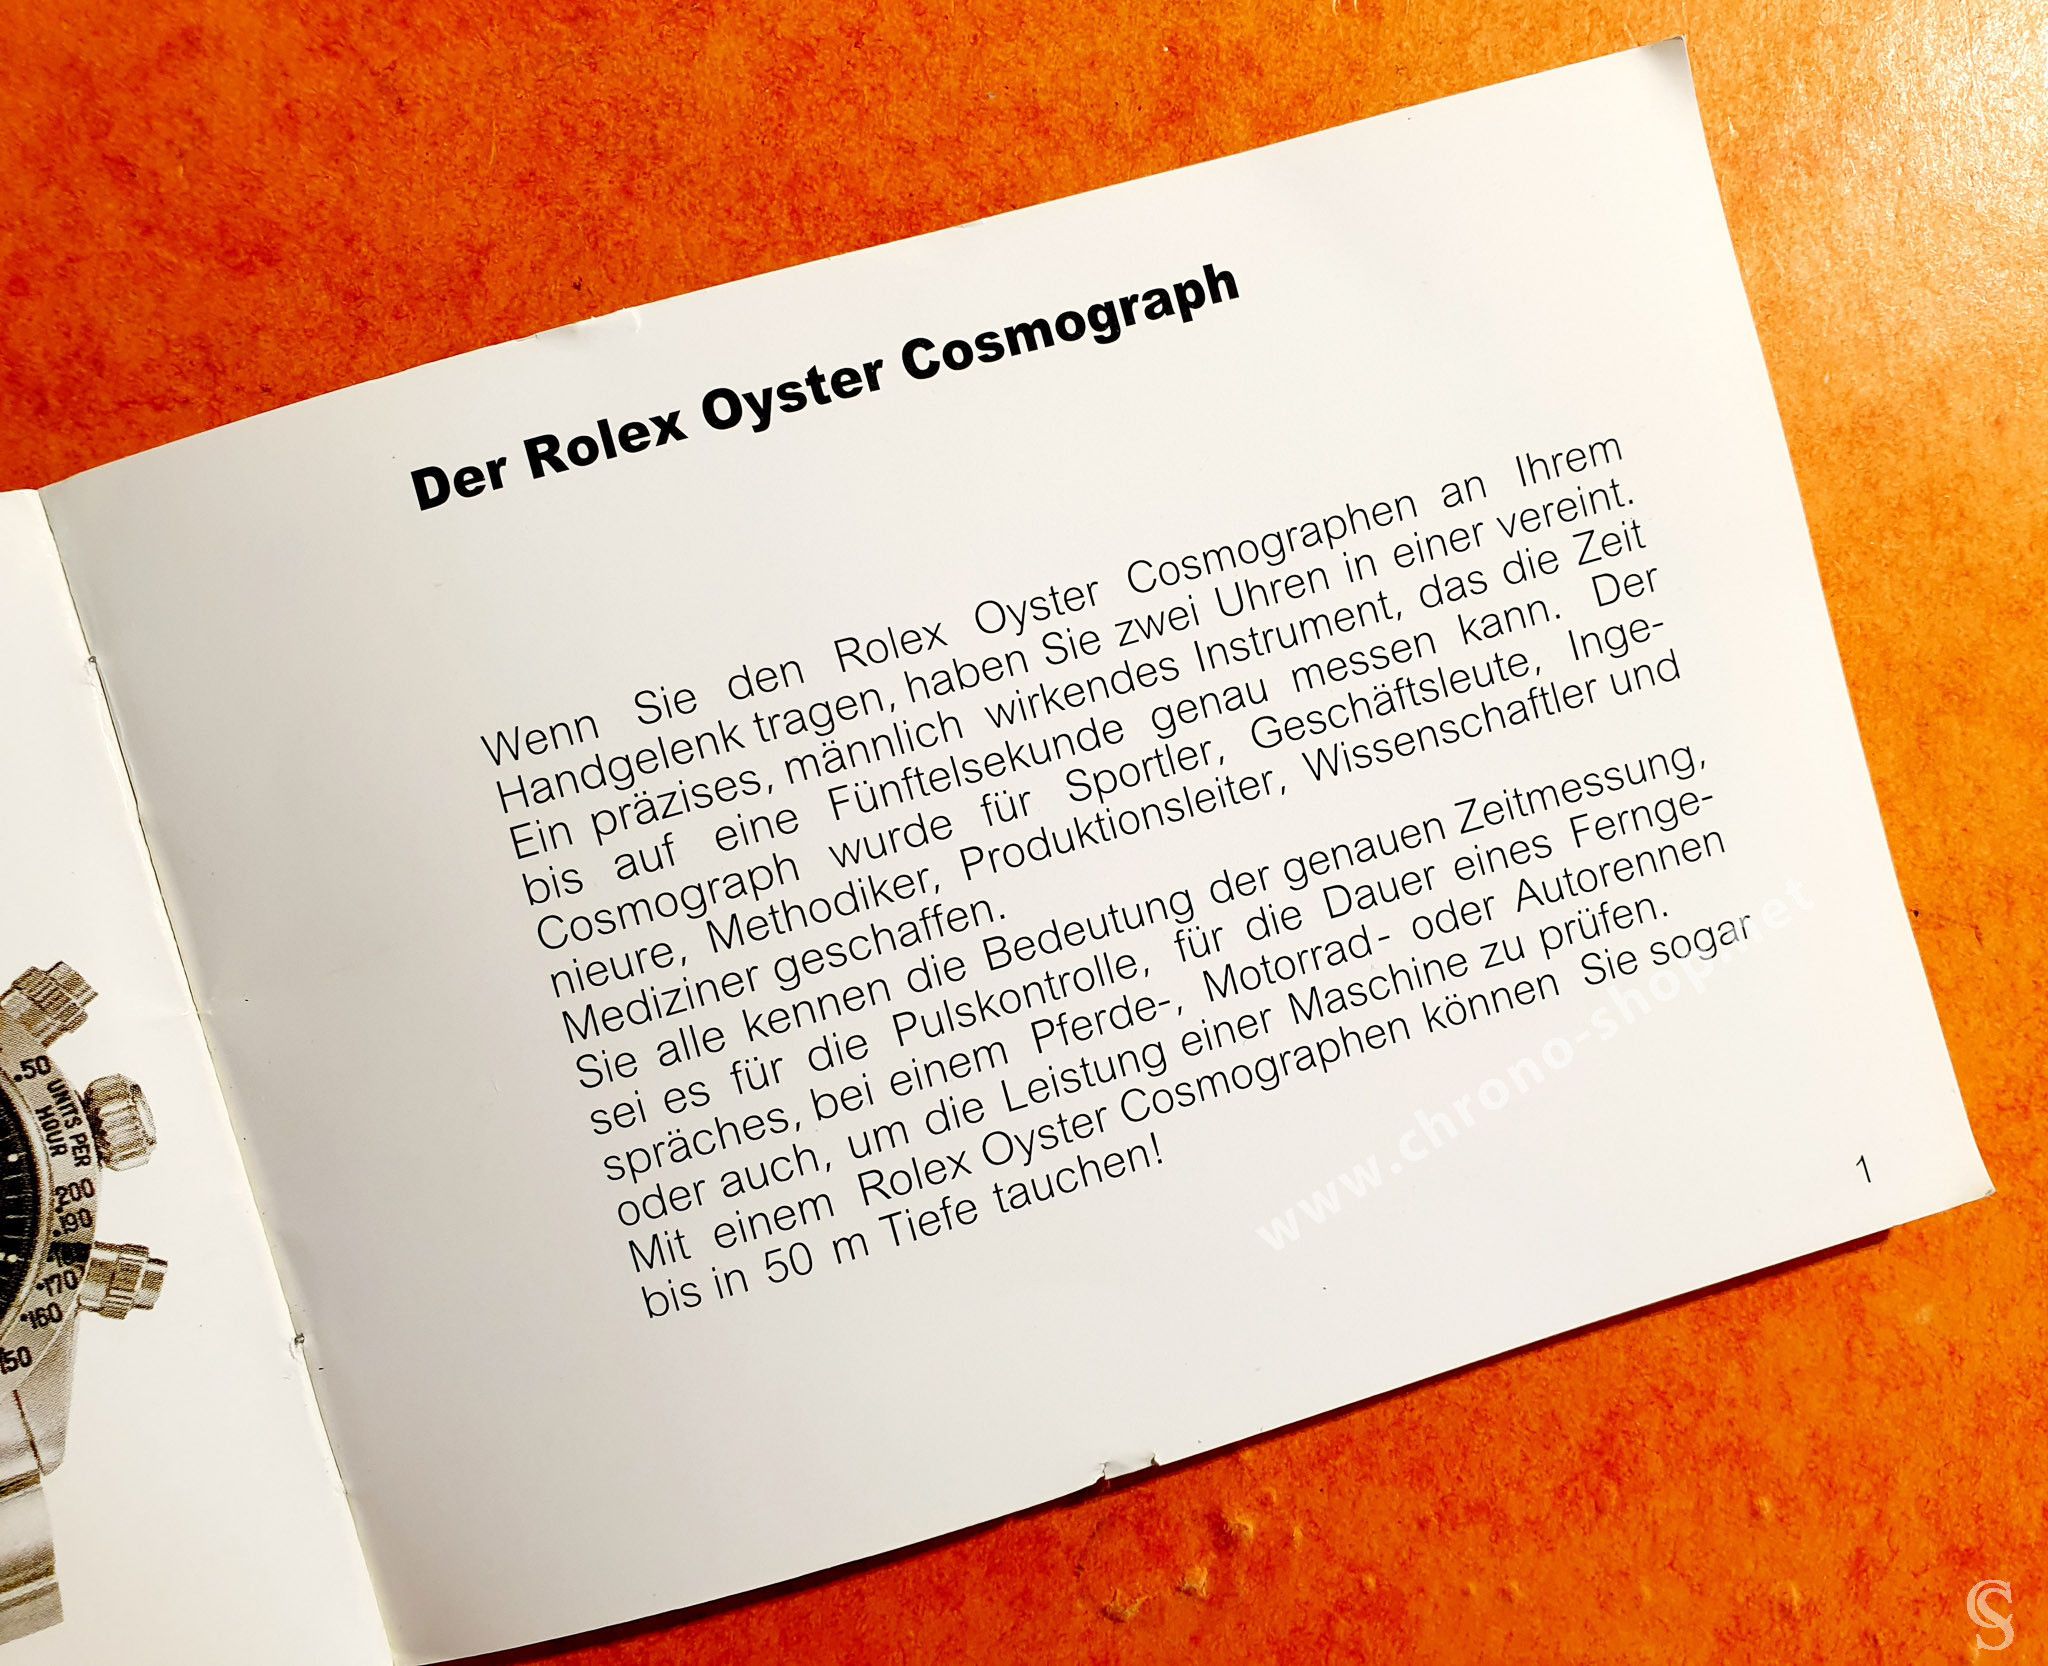 Der Rolex Oyster Cosmograph
Wenn Sie den Rolex Oyster Cosmographen an Ihrem
Handgelenk tragen, haben Sie zwei Uhren in einer vereint.
Ein präzises, männlich wirkendes Instrument, das die Zeit
bis auf eine Fünftelsekunde genau messen kann. Der
Cosmograph wurde für Sportler, Geschäftsleute, Inge-
nieure, Methodiker, Produktionsleiter, Wissenschaftler und
Mediziner geschaffen.
Sie alle kennen die Bedeutung der genauen Zeitmessung,
sei es für die Pulskontrolle, für die Dauer eines Fernge-
spräches, bei einem Pferde-, Motorrad- oder Autorennen
oder auch, um die Leistung einer Maschine zu prüfen.
Mit einem Rolex Oyster Cosmographen können Sie sogar
bis in 50 m Tiefe tauchen!
1
50
UNITS PER
HOUR
200
190
170
160
150
www.chrono-shop.net